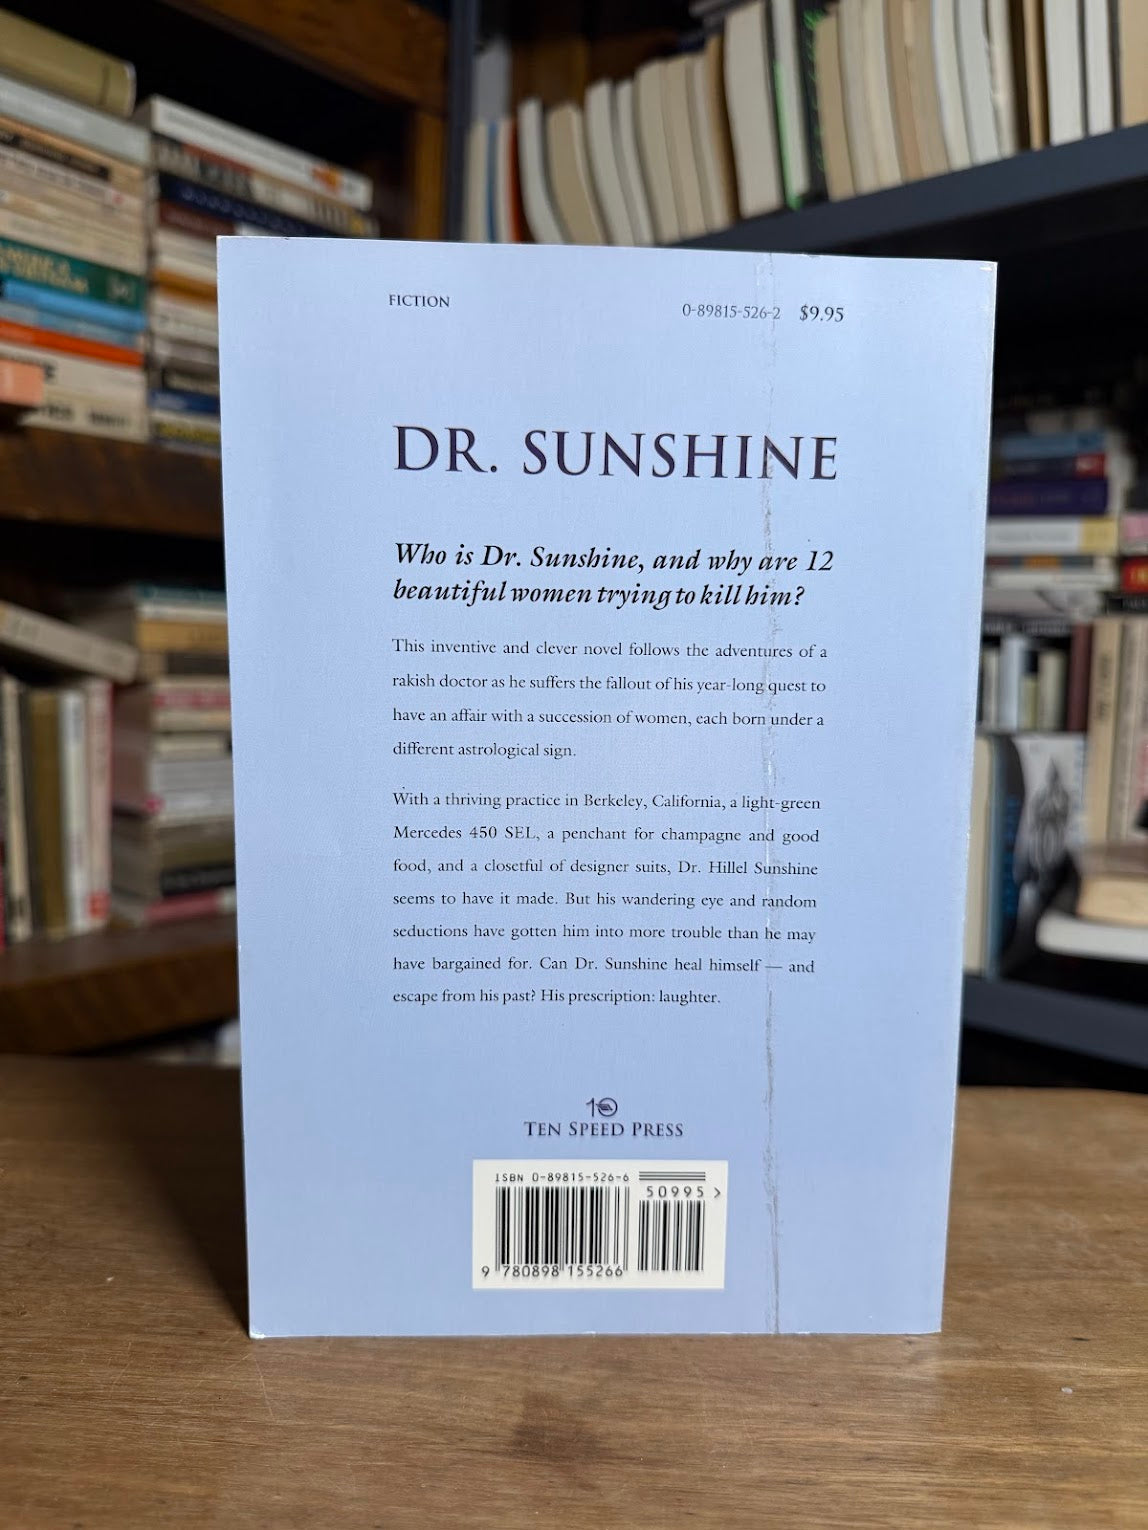 FICTION
0-89815-526-2 $9.95
DR. SUNSHINE
Who is Dr. Sunshine, and why are 12
beautiful women trying to kill him?
This inventive and clever novel follows the adventures of a
rakish doctor as he suffers the fallout of his year-long quest to
have an affair with a succession of women, each born under a
different astrological sign.
With a thriving practice in Berkeley, California, a light-green
Mercedes 450 SEL, a penchant for champagne and good
food, and a closetful of designer suits, Dr. Hillel Sunshine
seems to have it made. But his wandering eye and random
seductions have gotten him into more trouble than he may
have bargained for. Can Dr. Sunshine heal himself — and
escape from his past? His prescription: laughter.
10
TEN SPEED PRESS
ISBN 0-89815-526-6
50995 >
9 780898 155266